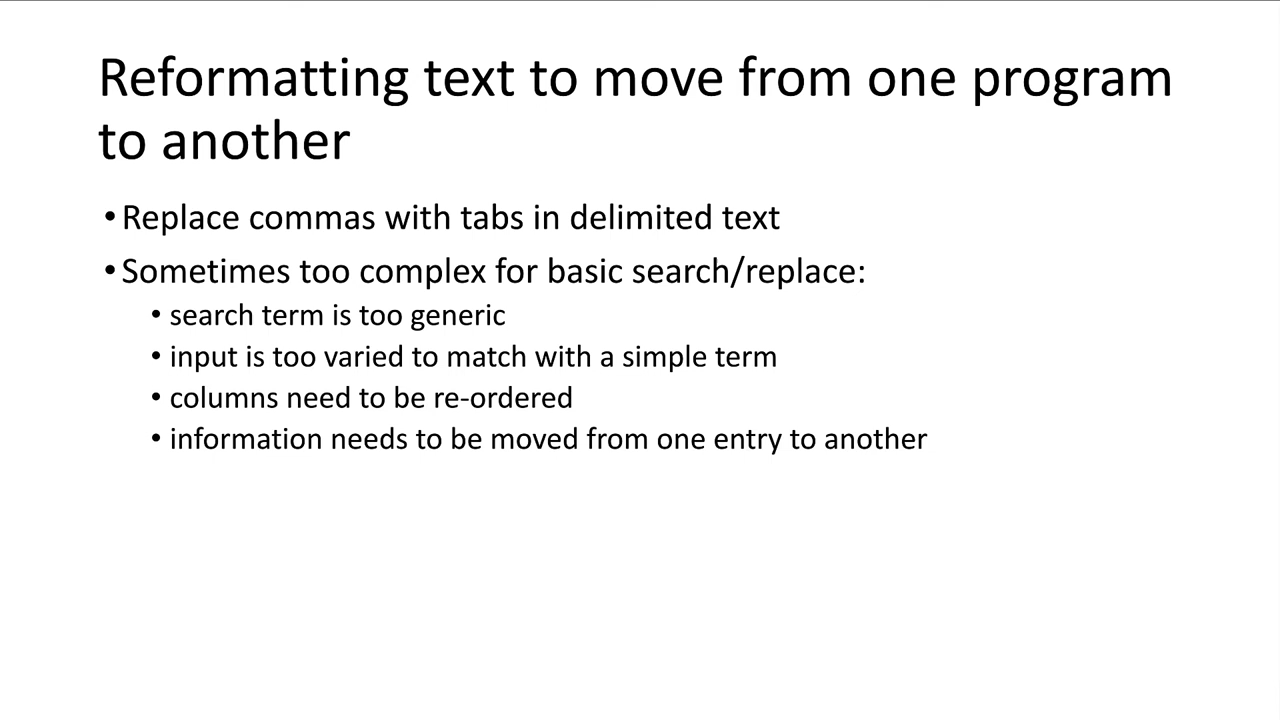 Reformatting text to move from one program
to another
• Replace commas with tabs in delimited text
• Sometimes too complex for basic search/replace:
• search term is too generic
• input is too varied to match with a simple term
• columns need to be re-ordered
• information needs to be moved from one entry to another